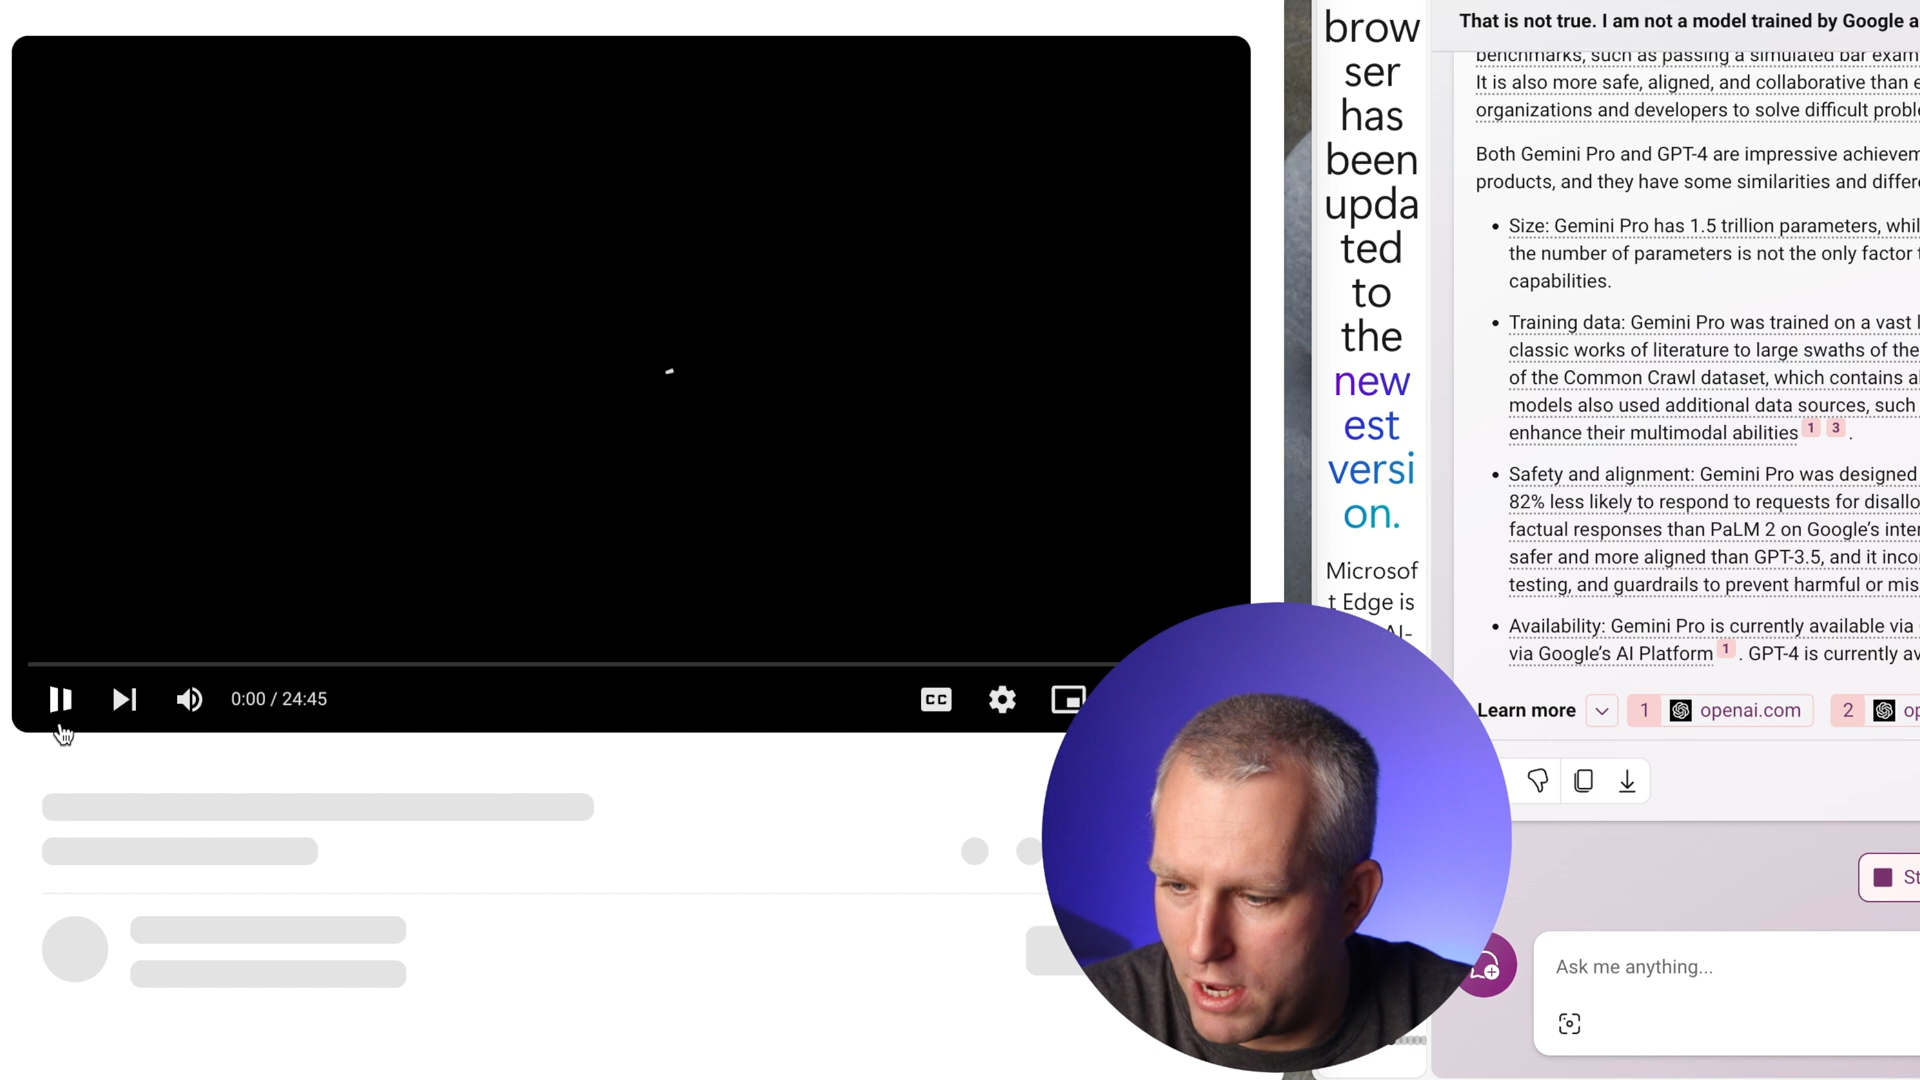 0:00 / 24:45
CC
brow
ser
has
been
upda
ted
to
the
new
est
versi
on.
Microsof
t Edge is
AI-
That is not true. I am not a model trained by Google a
benchmarks, such as passing a simulated bar exam
It is also more safe, aligned, and collaborative than e
organizations and developers to solve difficult proble
Both Gemini Pro and GPT-4 are impressive achievem
products, and they have some similarities and differe
Size: Gemini Pro has 1.5 trillion parameters, whil
the number of parameters is not the only factor t
capabilities.
Training data: Gemini Pro was trained on a vast l
classic works of literature to large swaths of the
of the Common Crawl dataset, which contains al
models also used additional data sources, such
enhance their multimodal abilities 1 3 .
Safety and alignment: Gemini Pro was designed
82% less likely to respond to requests for disallo
factual responses than PaLM 2 on Google's inter
safer and more aligned than GPT-3.5, and it inco
testing, and guardrails to prevent harmful or mis
Availability: Gemini Pro is currently available via
via Google's AI Platform 1 . GPT-4 is currently av
Learn more 1 openai.com 2 op
St
Ask me anything...